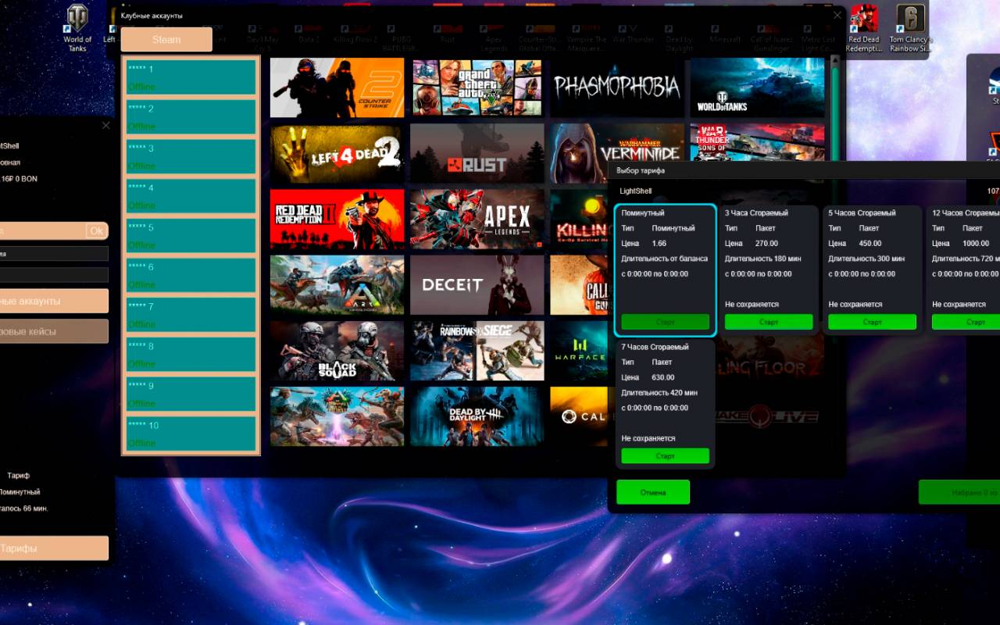 Клубные аккаунты
World of
Tanks
Left
Devil May
Cry 5
Dota 2
Killing Floor 2
PUBG
BATTLEGR...
Rust
Apex
Legends
Counter-Str...
Global Offe...
Vampire The
Masquera...
War Thunder
Dead by
Daylight
Minecraft
Call of Juarez
Gunslinger
Metro Last
Light Co...
Red Dead
Redempti...
Tom Clancy's
Rainbow Si...
Steam
***** 1
Offline
***** 2
Offline
***** 3
Offline
***** 4
Offline
***** 5
Offline
***** 6
Offline
***** 7
Offline
***** 8
Offline
***** 9
Offline
***** 10
Offline
COUNTER
STRIKE
2
grand
theft
auto
V
PHASMOPHOBIA
WORLD OF TANKS
LEFT 4 DEAD 2
RUST
WARHAMMER
VERMINTIDE
WAR
THUNDER
SONS OF
RED DEAD
REDEMPTION II
APEX
LEGENDS
KILLIN
ARK
DECEIT
CALL
GUN
BLACK
SQUAD
RAINBOW SIX SIEGE
WARFACE
ARK
DEAD BY
DAYLIGHT
CAL
LING FLOOR 2
AKE LIVE
htShell
овная
.16₽ 0 BON
Ok
ля
ные аккаунты
зовые кейсы
Тариф
Поминутный
талось 66 мин.
Тарифы
Выбор тарифа
LightShell
107
Поминутный
Тип Поминутный
Цена 1.66
Длительность от баланса
с 0:00:00 по 0:00:00
Старт
3 Часа Сгораемый
Тип Пакет
Цена 270.00
Длительность 180 мин
с 0:00:00 по 0:00:00
Не сохраняется
Старт
5 Часов Сгораемый
Тип Пакет
Цена 450.00
Длительность 300 мин
с 0:00:00 по 0:00:00
Не сохраняется
Старт
12 Часов Сгораемы
Тип Пакет
Цена 1000.00
Длительность 720 м
с 0:00:00 по 0:00:00
Не сохраняется
Старт
7 Часов Сгораемый
Тип Пакет
Цена 630.00
Длительность 420 мин
с 0:00:00 по 0:00:00
Не сохраняется
Старт
Отмена
Набрано 0 из